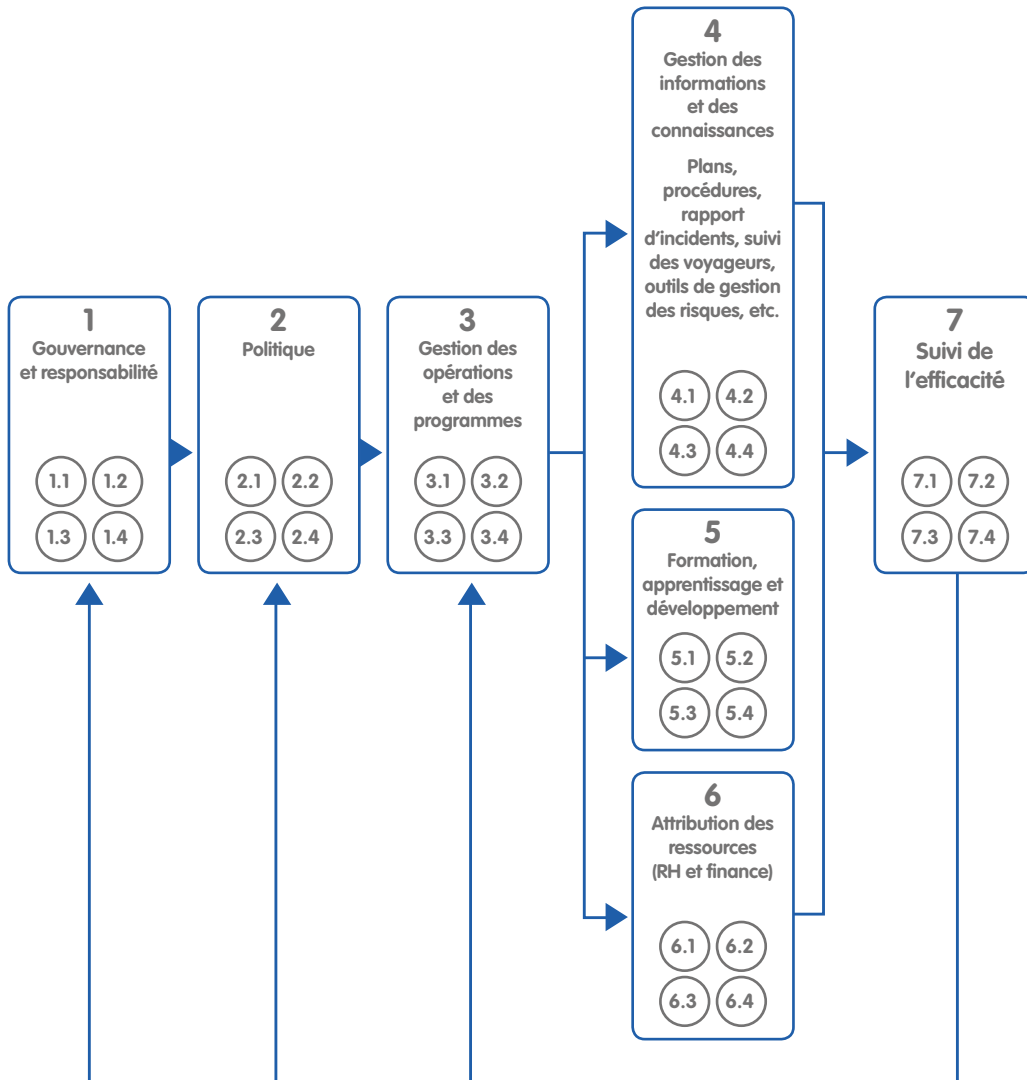 1
Gouvernance
et responsabilité
1.1 1.2
1.3 1.4
2
Politique
2.1 2.2
2.3 2.4
3
Gestion des
opérations
et des
programmes
3.1 3.2
3.3 3.4
4
Gestion des
informations
et des
connaissances
Plans,
procédures,
rapport
d’incidents, suivi
des voyageurs,
outils de gestion
des risques, etc.
4.1 4.2
4.3 4.4
5
Formation,
apprentissage et
développement
5.1 5.2
5.3 5.4
6
Attribution des
ressources
(RH et finance)
6.1 6.2
6.3 6.4
7
Suivi de
l’efficacité
7.1 7.2
7.3 7.4